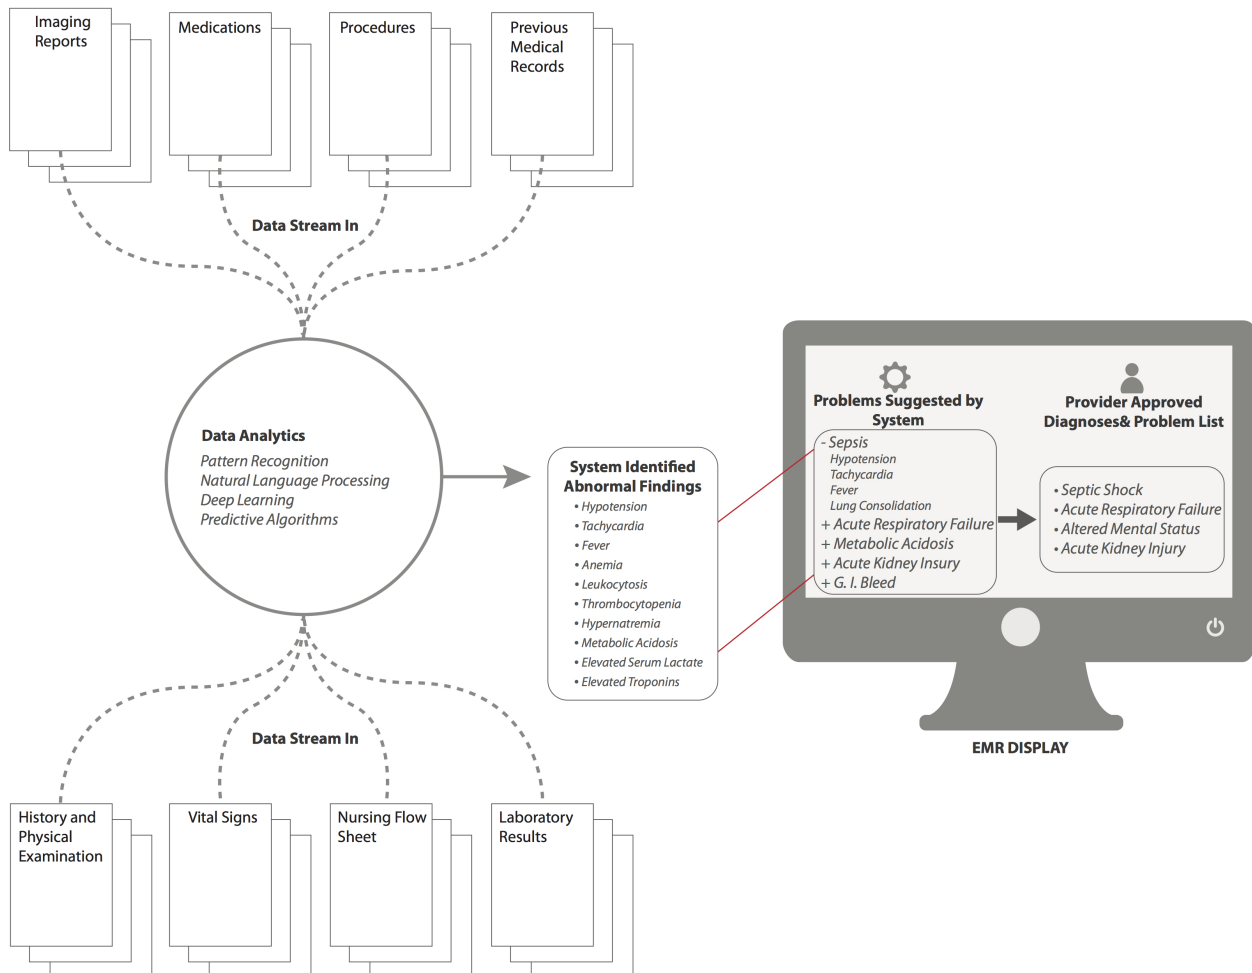 Imaging
Reports
Medications
Procedures
Previous
Medical
Records
Data Stream In
Data Analytics
Pattern Recognition
Natural Language Processing
Deep Learning
Predictive Algorithms
System Identified
Abnormal Findings
• Hypotension
• Tachycardia
• Fever
• Anemia
• Leukocytosis
• Thrombocytopenia
• Hypernatremia
• Metabolic Acidosis
• Elevated Serum Lactate
• Elevated Troponins
Problems Suggested by
System
- Sepsis
Hypotension
Tachycardia
Fever
Lung Consolidation
+ Acute Respiratory Failure
+ Metabolic Acidosis
+ Acute Kidney Insury
+ G. I. Bleed
Provider Approved
Diagnoses& Problem List
• Septic Shock
• Acute Respiratory Failure
• Altered Mental Status
• Acute Kidney Injury
EMR DISPLAY
Data Stream In
History and
Physical
Examination
Vital Signs
Nursing Flow
Sheet
Laboratory
Results